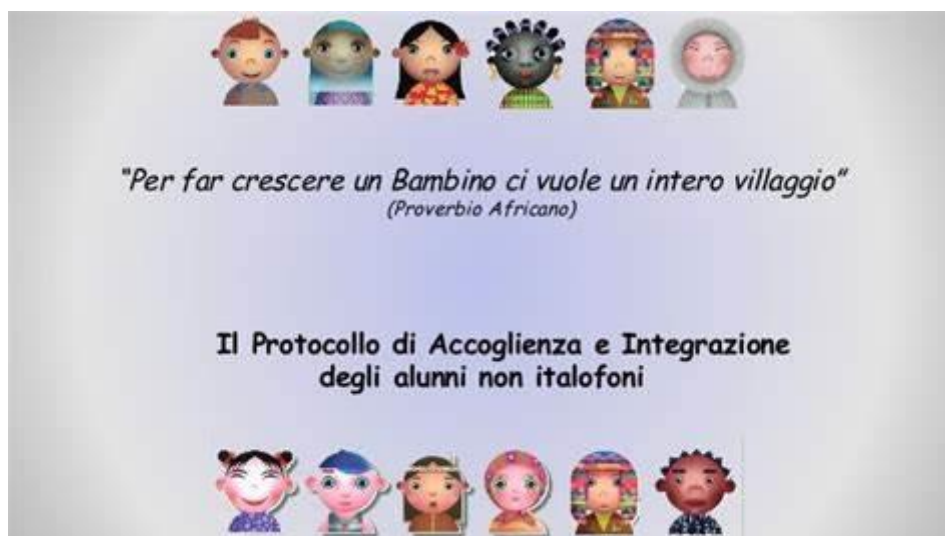 "Per far crescere un Bambino ci vuole un intero villaggio"
(Proverbio Africano)
Il Protocollo di Accoglienza e Integrazione
degli alunni non italofoni